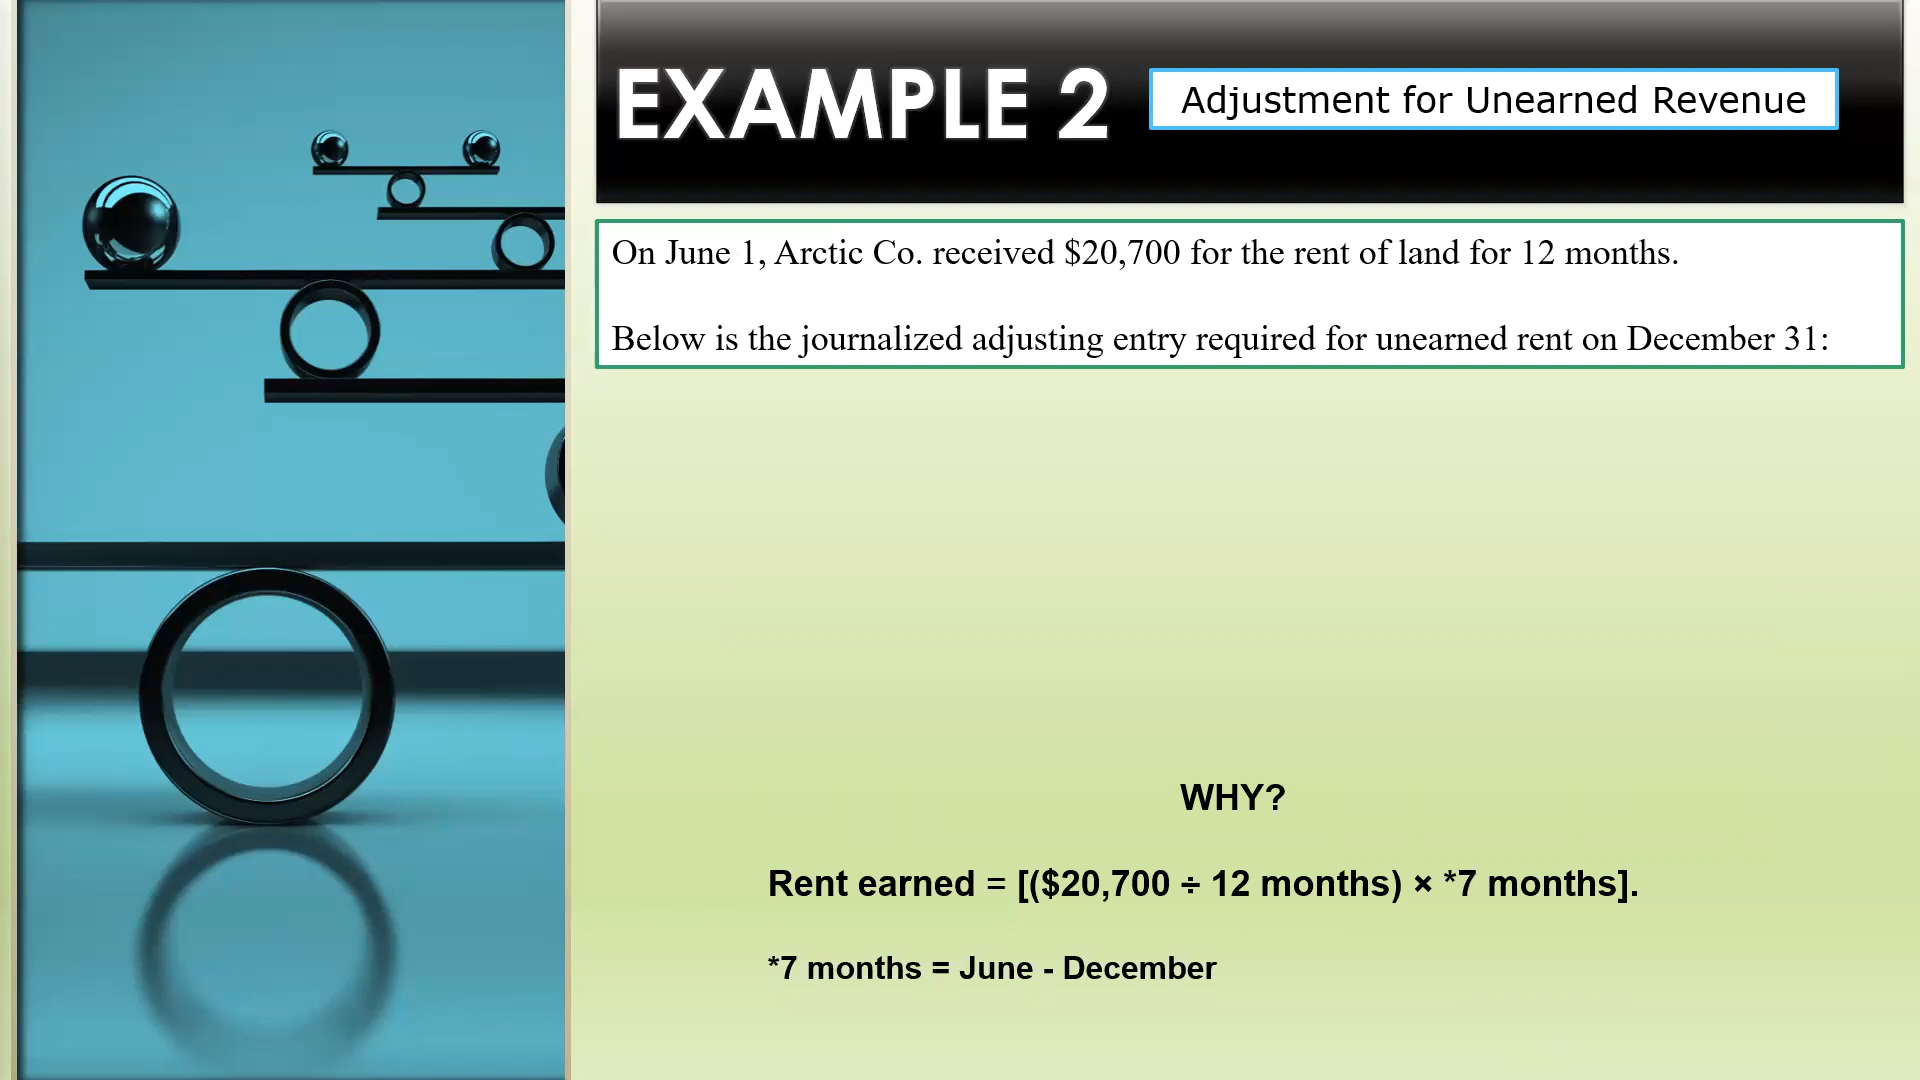 EXAMPLE 2
Adjustment for Unearned Revenue
On June 1, Arctic Co. received $20,700 for the rent of land for 12 months.
Below is the journalized adjusting entry required for unearned rent on December 31:
WHY?
Rent earned = [($20,700 ÷ 12 months) × *7 months].
*7 months = June - December